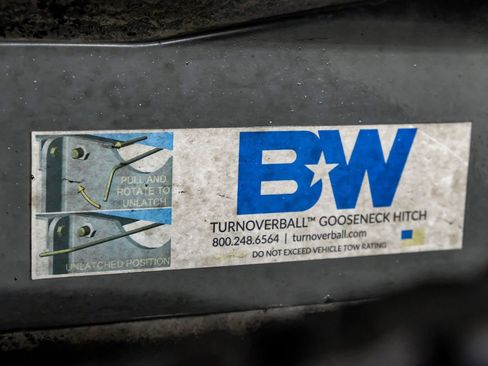 PULL AND
ROTATE TO
UNLATCH
UNLATCHED POSITION
B★W
TURNOVERBALL™ GOOSENECK HITCH
800.248.6564 | turnoverball.com
DO NOT EXCEED VEHICLE TOW RATING